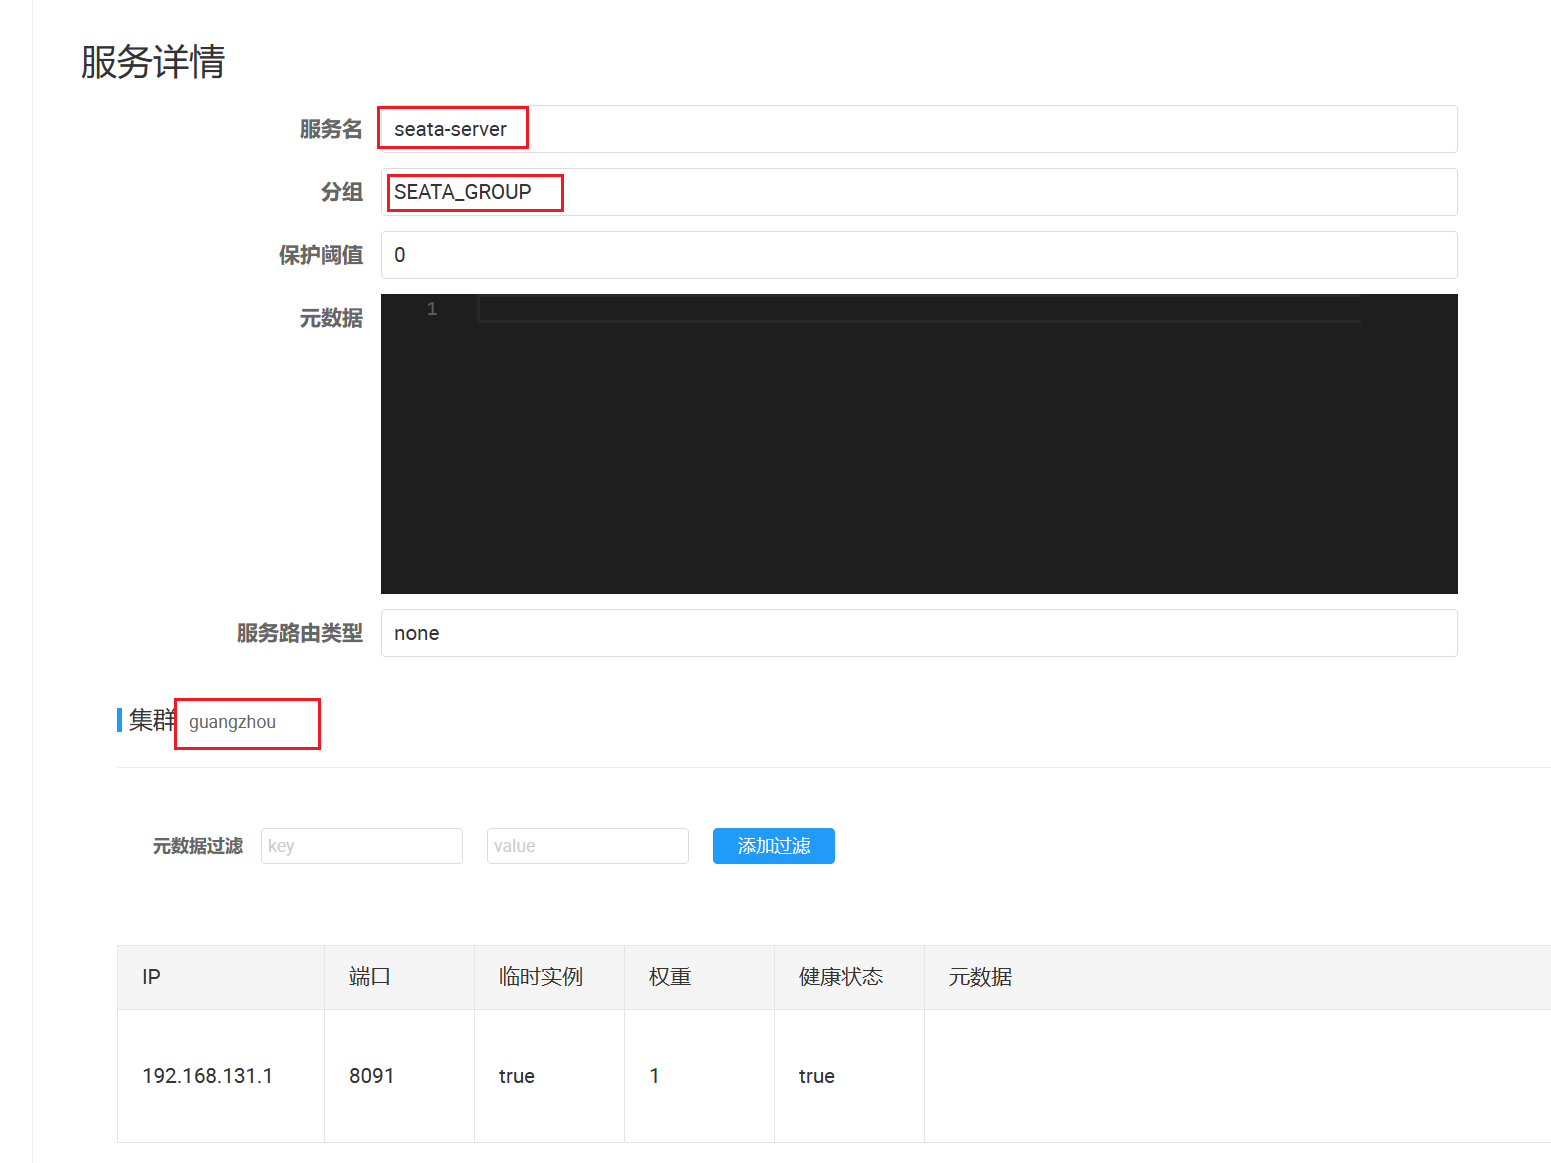 服务详情
服务名 seata-server
分组 SEATA_GROUP
保护阈值 0
元数据 1
服务路由类型 none
集群 guangzhou
元数据过滤 key value 添加过滤
IP 端口 临时实例 权重 健康状态 元数据
192.168.131.1 8091 true 1 true